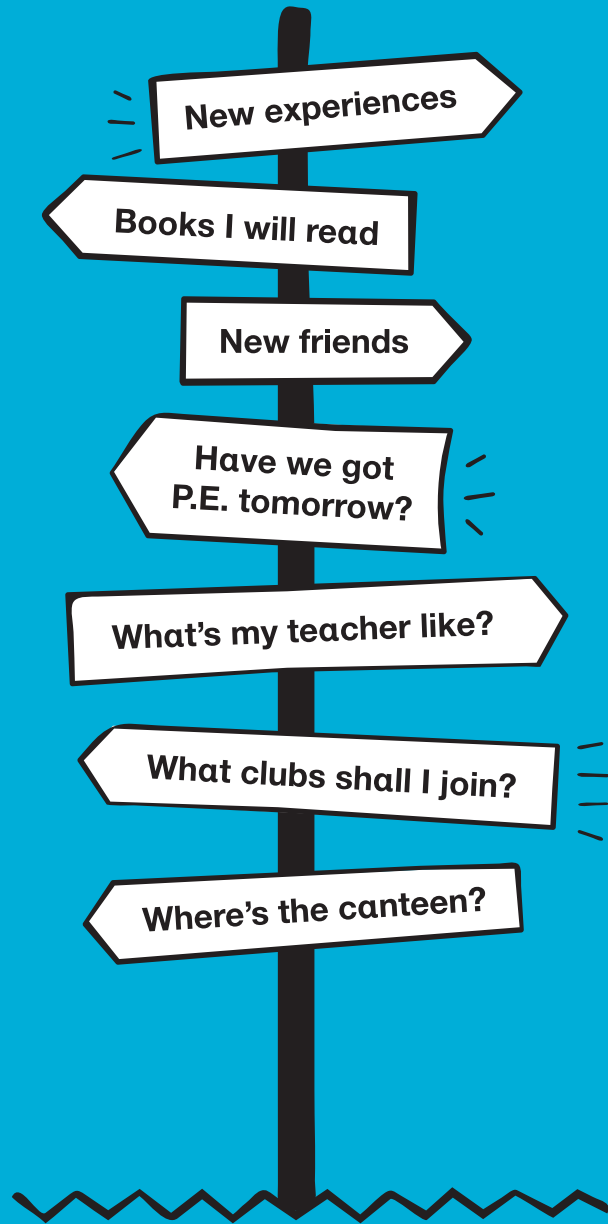 New experiences
Books I will read
New friends
Have we got
P.E. tomorrow?
What's my teacher like?
What clubs shall I join?
Where's the canteen?